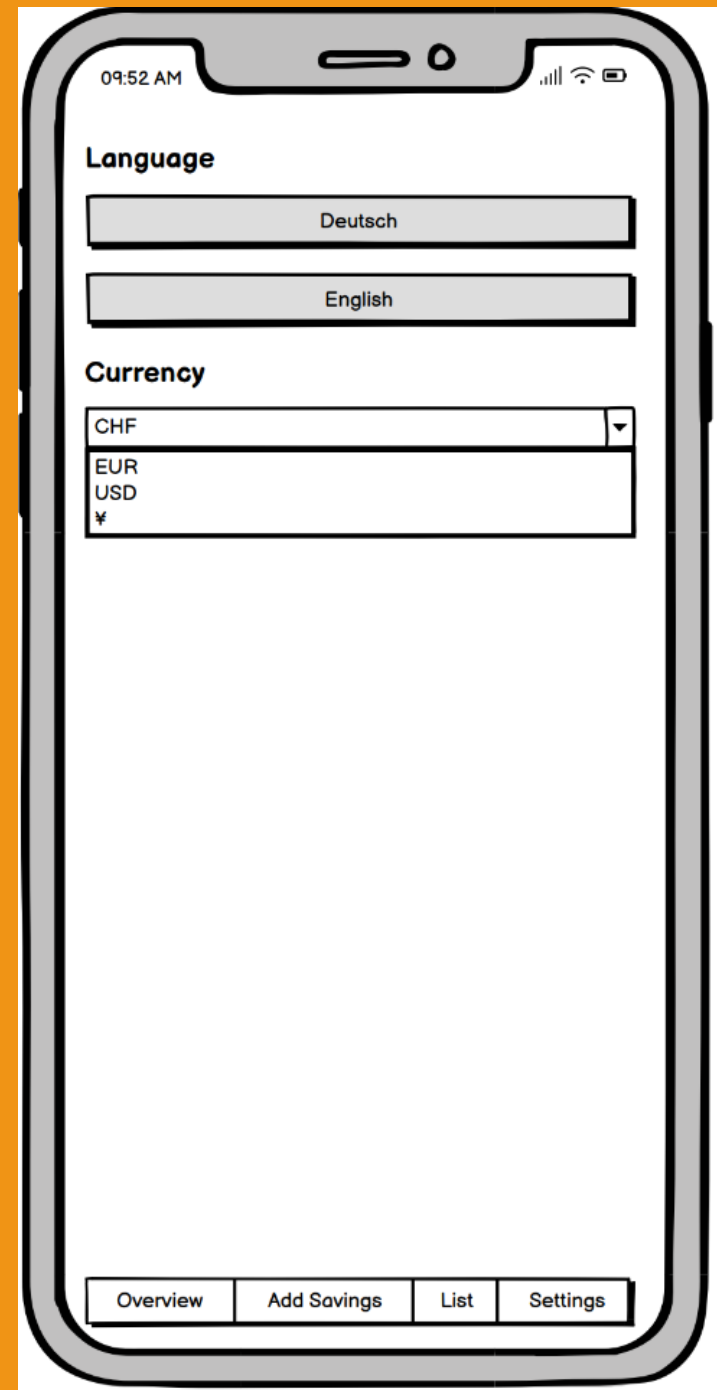 09:52 AM
Language
Deutsch
English
Currency
CHF
EUR
USD
¥
Overview Add Savings List Settings